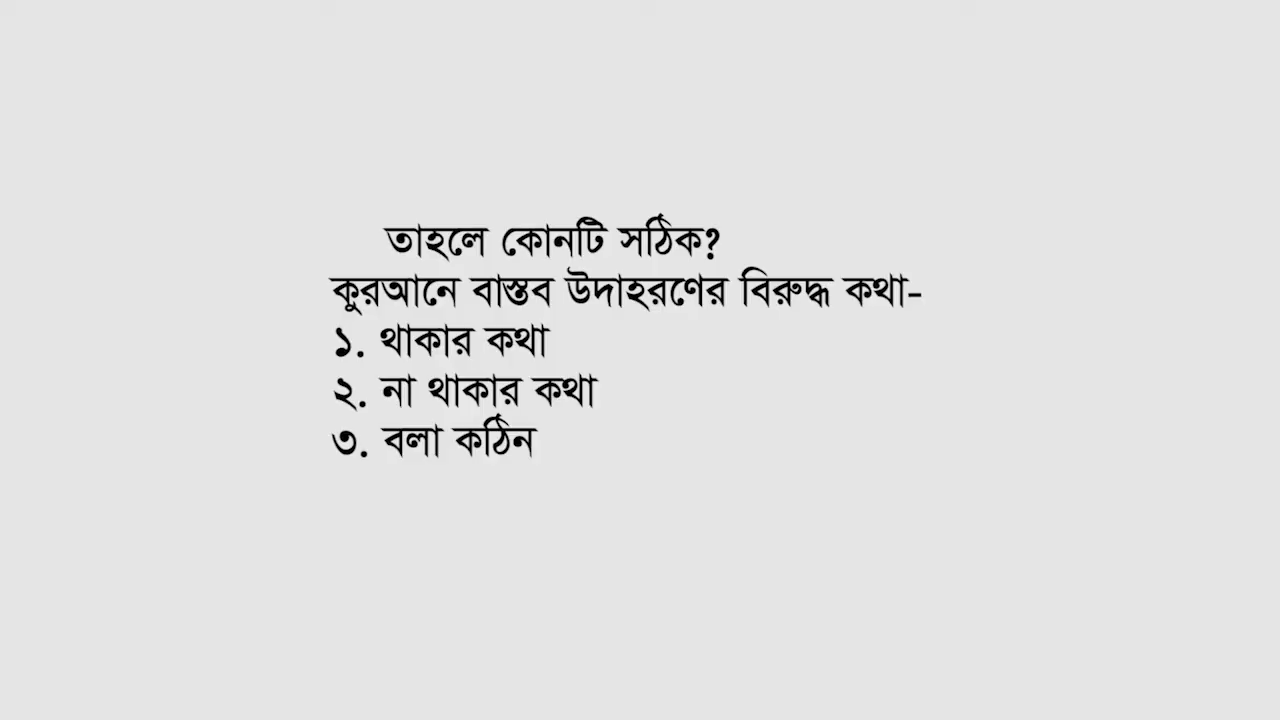 তাহলে কোনটি সঠিক?
কুরআনে বাস্তব উদাহরণের বিরুদ্ধ কথা-
১. থাকার কথা
২. না থাকার কথা
৩. বলা কঠিন